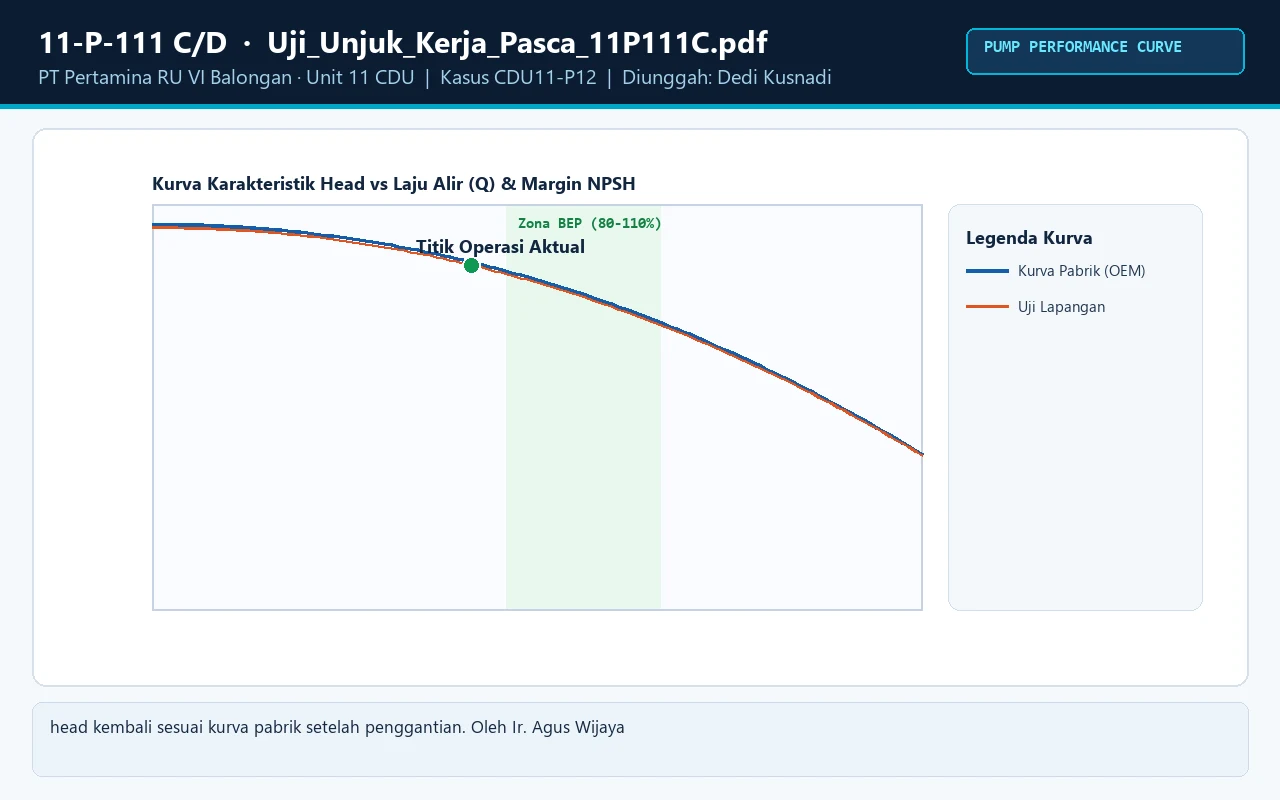 11-P-111 C/D · Uji_Unjuk_Kerja_Pasca_11P111C.pdf
PUMP PERFORMANCE CURVE
PT Pertamina RU VI Balongan · Unit 11 CDU | Kasus CDU11-P12 | Diunggah: Dedi Kusnadi
Kurva Karakteristik Head vs Laju Alir (Q) & Margin NPSH
Zona BEP (80-110%)
Titik Operasi Aktual
Legenda Kurva
Kurva Pabrik (OEM)
Uji Lapangan
head kembali sesuai kurva pabrik setelah penggantian. Oleh Ir. Agus Wijaya